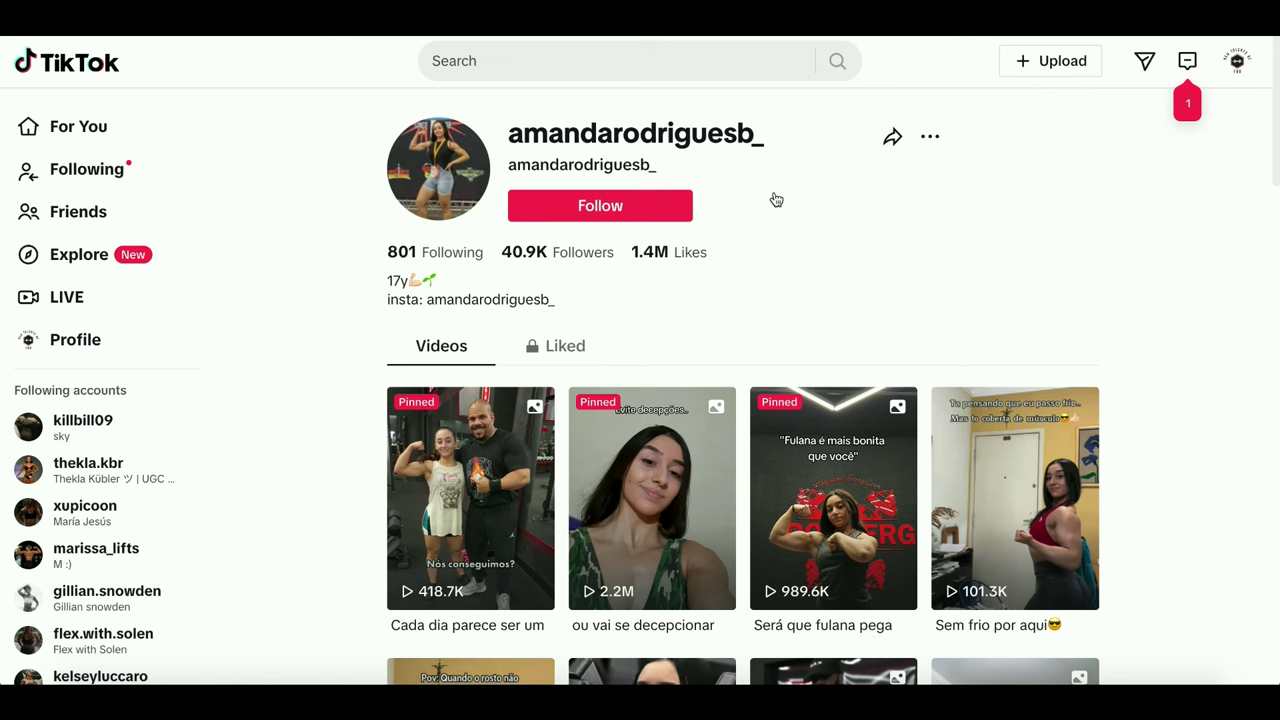 TikTok
Search
Upload
1
For You
Following
Friends
Explore New
LIVE
Profile
Following accounts
killbill09
sky
thekla.kbr
Thekla Kübler ツ | UGC ...
xupicoon
María Jesús
marissa_lifts
M :)
gillian.snowden
Gillian snowden
flex.with.solen
Flex with Solen
kelseyluccaro
amandarodriguesb_
amandarodriguesb_
Follow
801 Following 40.9K Followers 1.4M Likes
17y💪🏼🌱
insta: amandarodriguesb_
Videos Liked
Pinned
Nós conseguimos?
418.7K
Cada dia parece ser um
Pinned
Evite decepções..
2.2M
ou vai se decepcionar
Pinned
"Fulana é mais bonita
que você"
989.6K
Será que fulana pega
Tu pensando que eu passo frio..
Mas to coberta de músculo😎
101.3K
Sem frio por aqui😎
Pov: Quando o rosto não